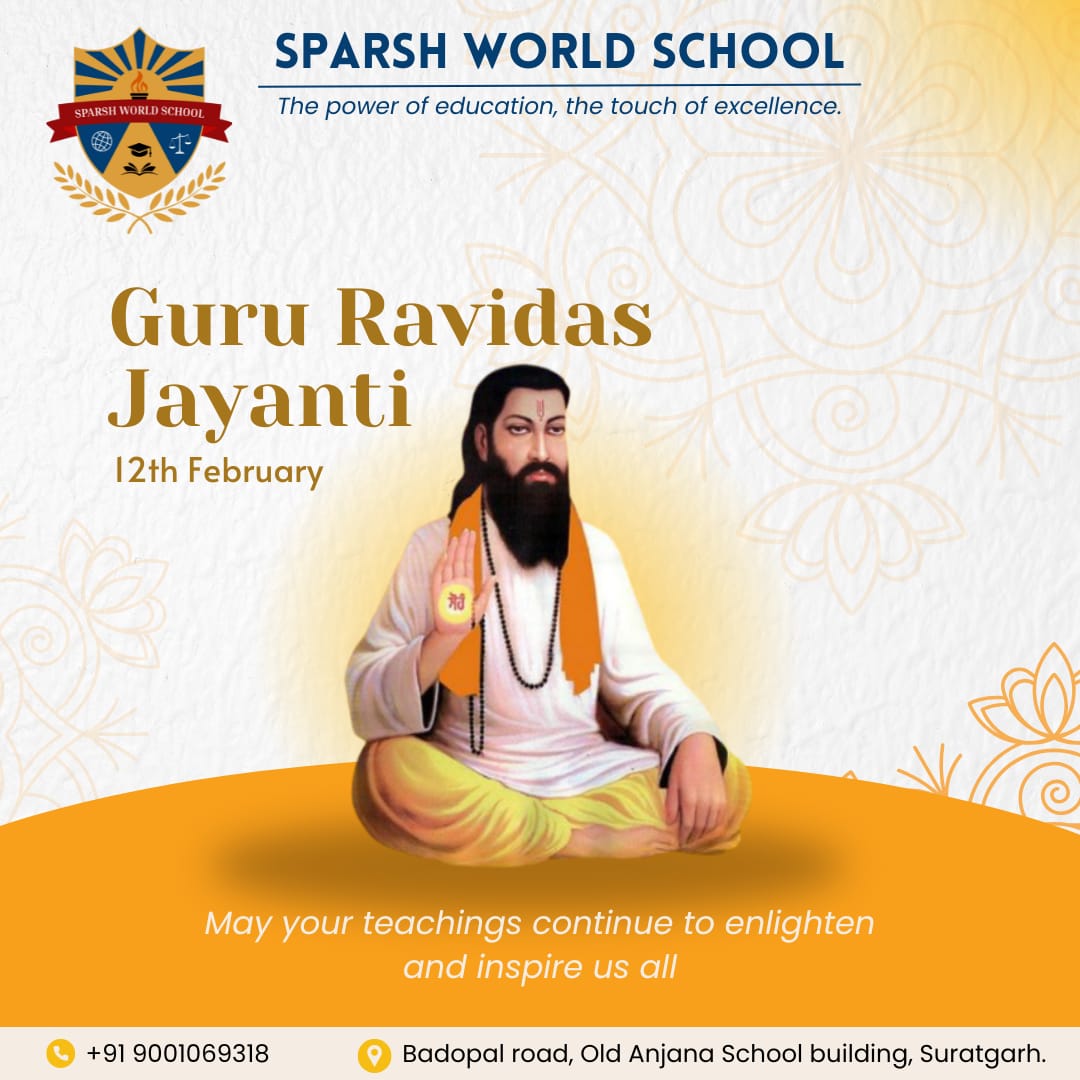 SPARSH WORLD SCHOOL
The power of education, the touch of excellence.
SPARSH WORLD SCHOOL
Guru Ravidas
Jayanti
12th February
ਸੋਹੰ
May your teachings continue to enlighten
and inspire us all
+91 9001069318
Badopal road, Old Anjana School building, Suratgarh.